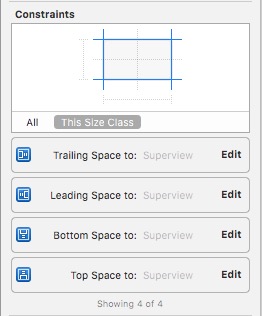 Constraints
All This Size Class
Trailing Space to: Superview Edit
Leading Space to: Superview Edit
Bottom Space to: Superview Edit
Top Space to: Superview Edit
Showing 4 of 4